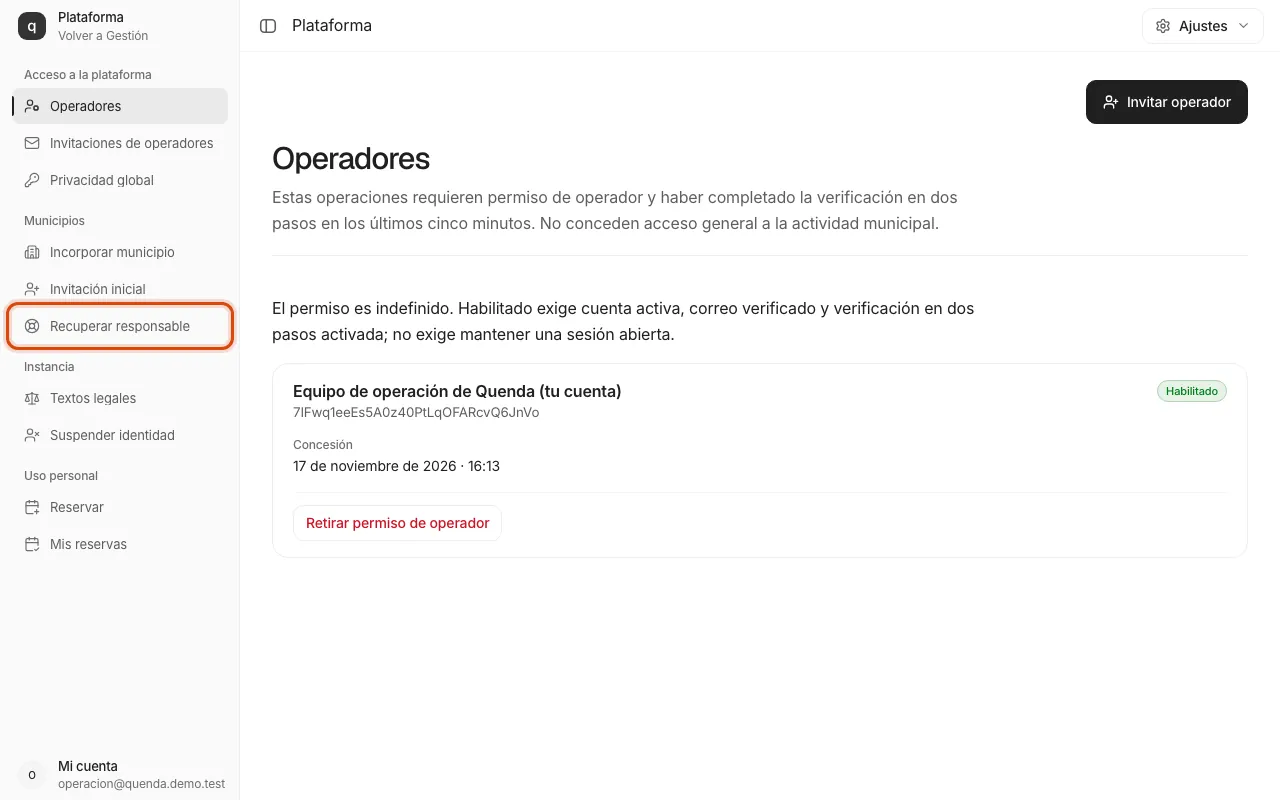 q
Plataforma
Volver a Gestión
Acceso a la plataforma
Operadores
Invitaciones de operadores
Privacidad global
Municipios
Incorporar municipio
Invitación inicial
Recuperar responsable
Instancia
Textos legales
Suspender identidad
Uso personal
Reservar
Mis reservas
O
Mi cuenta
operacion@quenda.demo.test
Plataforma
Ajustes
Invitar operador
Operadores
Estas operaciones requieren permiso de operador y haber completado la verificación en dos
pasos en los últimos cinco minutos. No conceden acceso general a la actividad municipal.
El permiso es indefinido. Habilitado exige cuenta activa, correo verificado y verificación en dos
pasos activada; no exige mantener una sesión abierta.
Equipo de operación de Quenda (tu cuenta)
Habilitado
7lFwq1eeEs5A0z40PtLqOFARcvQ6JnVo
Concesión
17 de noviembre de 2026 · 16:13
Retirar permiso de operador